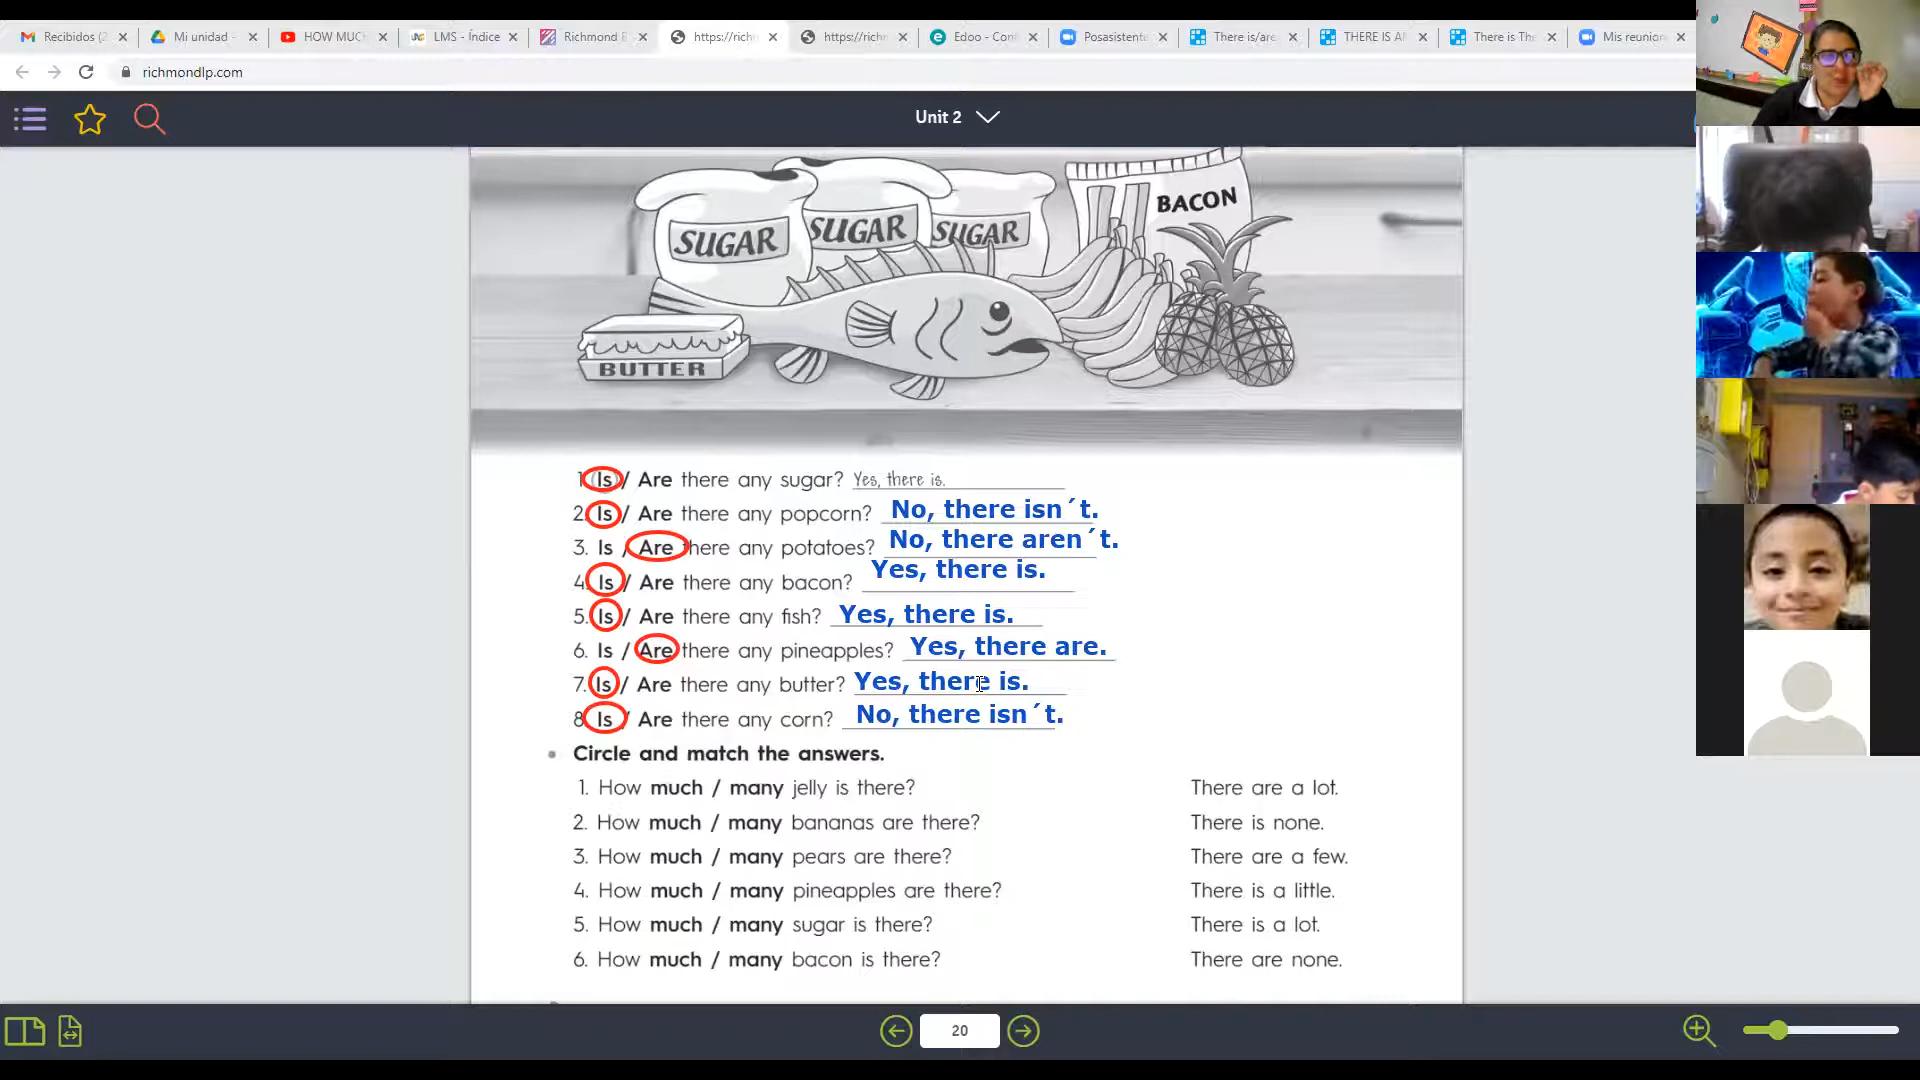 Recibidos (2
Mi unidad -
HOW MUCH
LMS - Índice
Richmond
https://rich
https://rich
Edoo - Con
Posasistente
There is/are
THERE IS A
There is The
Mis reunion
richmondlp.com
Unit 2
SUGAR
SUGAR
SUGAR
BACON
BUTTER
1. Is / Are there any sugar? Yes, there is.
2. Is / Are there any popcorn? No, there isn´t.
3. Is / Are there any potatoes? No, there aren´t.
4. Is / Are there any bacon? Yes, there is.
5. Is / Are there any fish? Yes, there is.
6. Is / Are there any pineapples? Yes, there are.
7. Is / Are there any butter? Yes, there is.
8. Is / Are there any corn? No, there isn´t.
• Circle and match the answers.
1. How much / many jelly is there? There are a lot.
2. How much / many bananas are there? There is none.
3. How much / many pears are there? There are a few.
4. How much / many pineapples are there? There is a little.
5. How much / many sugar is there? There is a lot.
6. How much / many bacon is there? There are none.
20